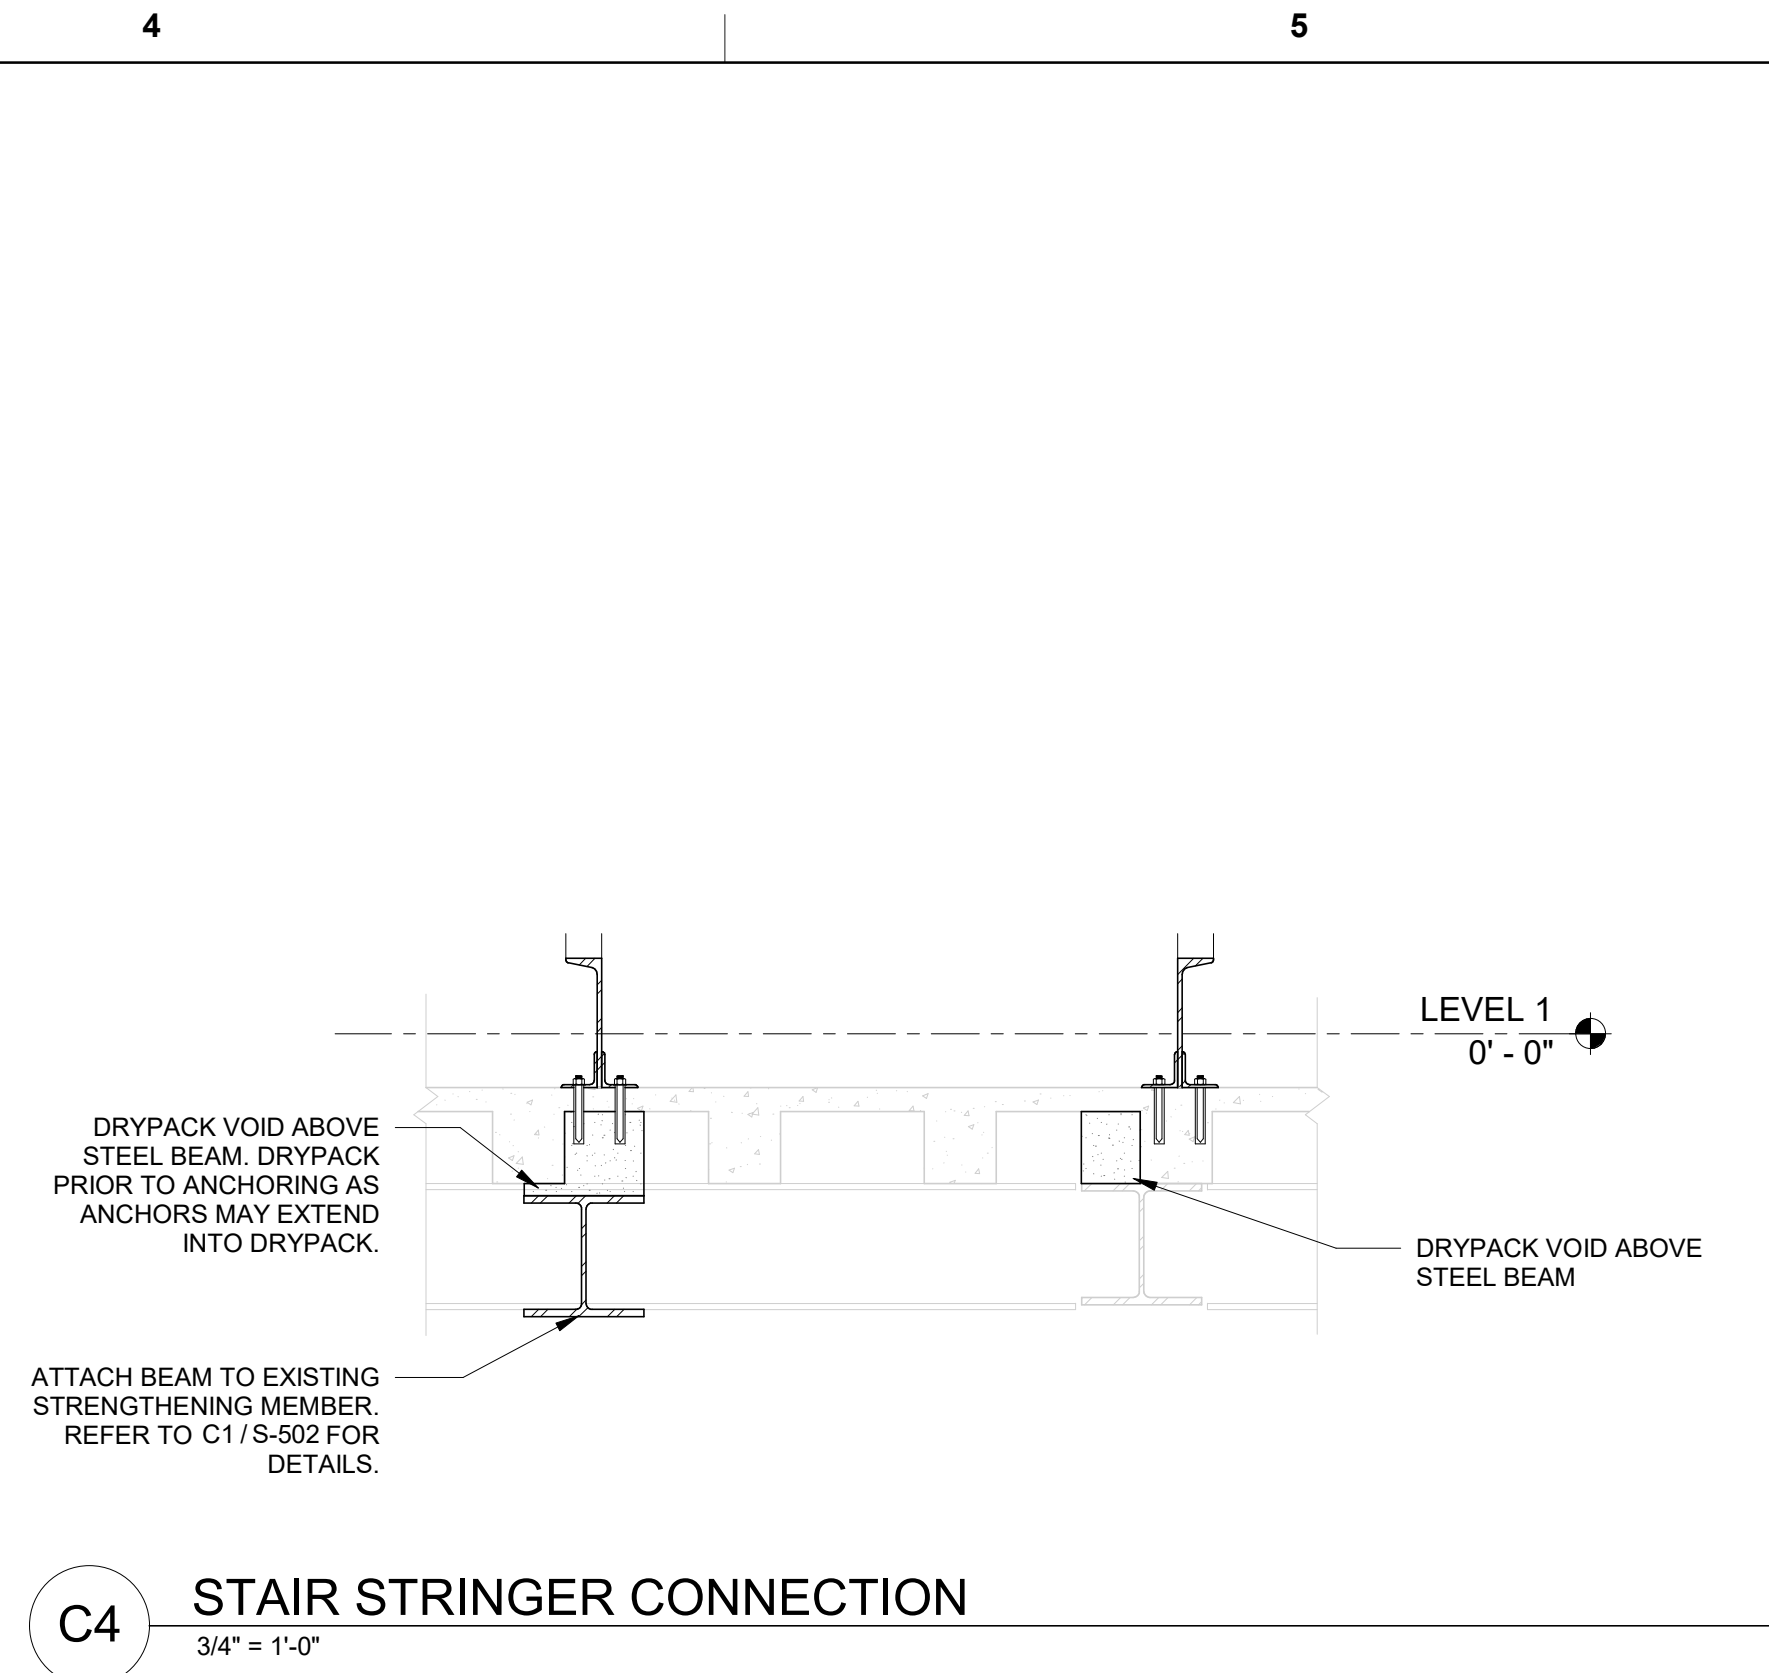 4
5
LEVEL 1
0' - 0"
DRYPACK VOID ABOVE
STEEL BEAM. DRYPACK
PRIOR TO ANCHORING AS
ANCHORS MAY EXTEND
INTO DRYPACK.
DRYPACK VOID ABOVE
STEEL BEAM
ATTACH BEAM TO EXISTING
STRENGTHENING MEMBER.
REFER TO C1 / S-502 FOR
DETAILS.
C4
STAIR STRINGER CONNECTION
3/4" = 1'-0"